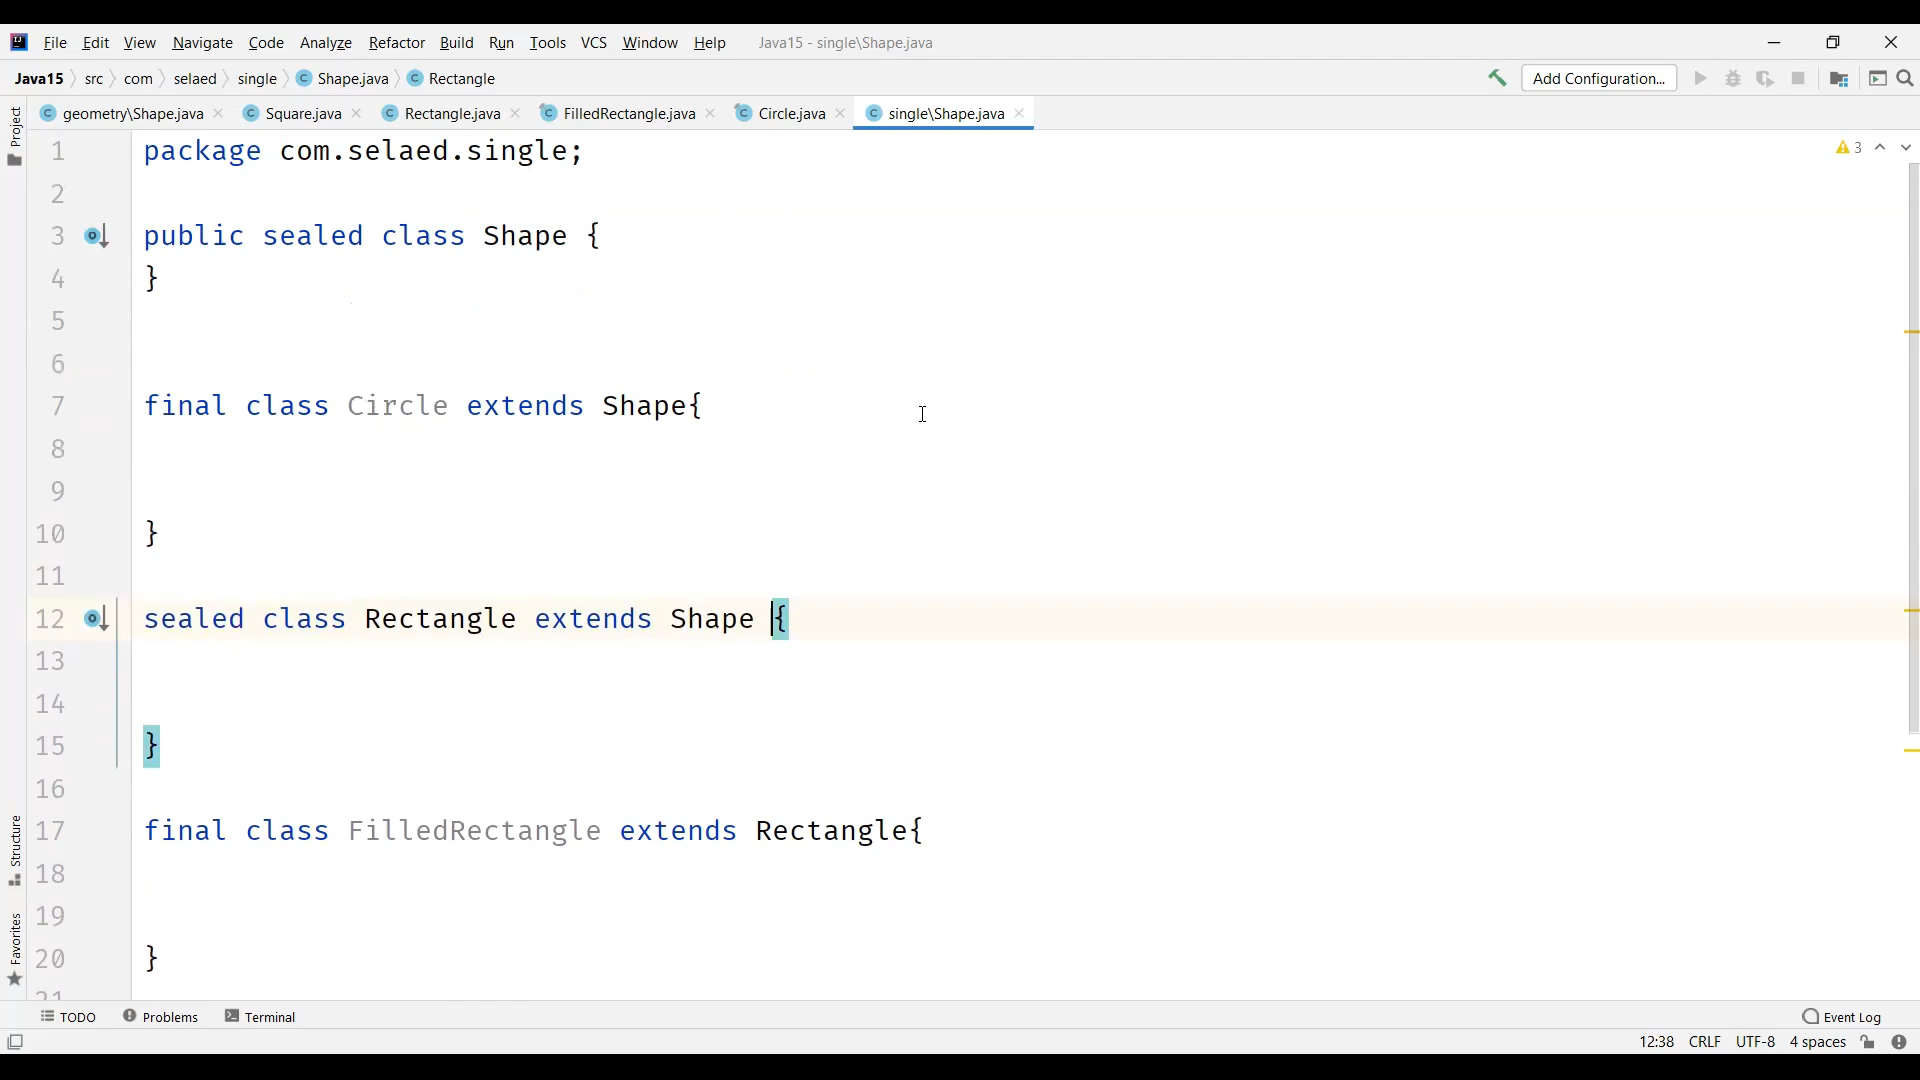 File Edit View Navigate Code Analyze Refactor Build Run Tools VCS Window Help Java15 - single\Shape.java
Java15 src com selaed single Shape.java Rectangle Add Configuration...
geometry\Shape.java Square.java Rectangle.java FilledRectangle.java Circle.java single\Shape.java
Project
3
1 package com.selaed.single;
2
3 public sealed class Shape {
4 }
5
6
7 final class Circle extends Shape{
8
9
10 }
11
12 sealed class Rectangle extends Shape {
13
14
15 }
16
17 final class FilledRectangle extends Rectangle{
18
19
20 }
21
Structure
Favorites
TODO Problems Terminal Event Log
12:38 CRLF UTF-8 4 spaces